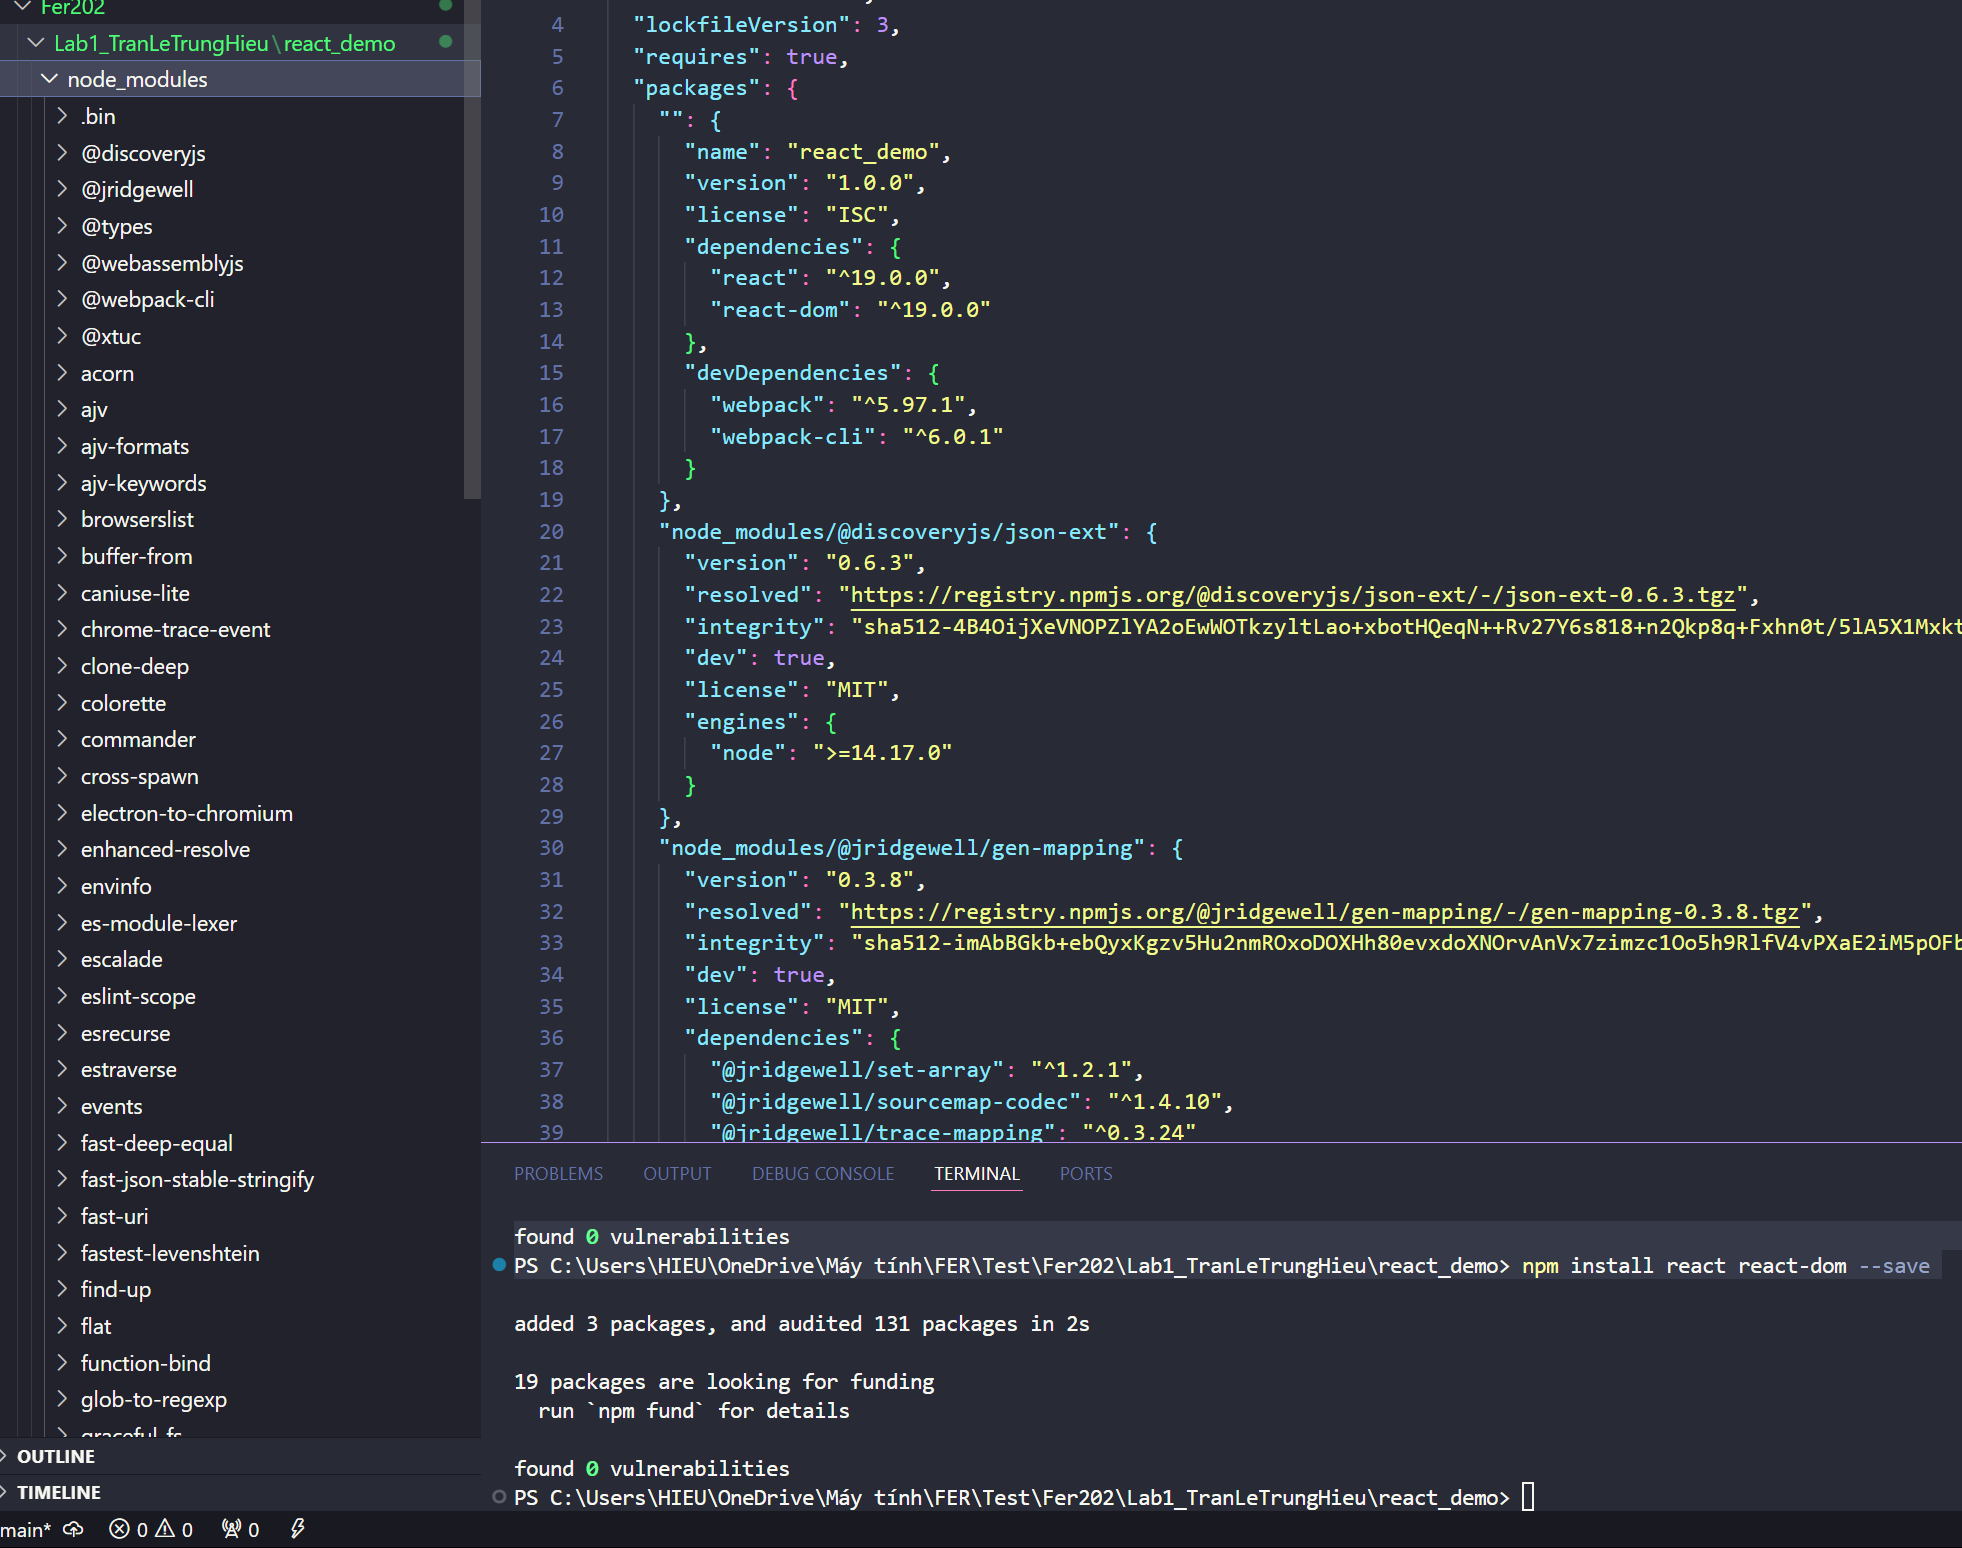 Fer202
Lab1_TranLeTrungHieu\react_demo
node_modules
.bin
@discoveryjs
@jridgewell
@types
@webassemblyjs
@webpack-cli
@xtuc
acorn
ajv
ajv-formats
ajv-keywords
browserslist
buffer-from
caniuse-lite
chrome-trace-event
clone-deep
colorette
commander
cross-spawn
electron-to-chromium
enhanced-resolve
envinfo
es-module-lexer
escalade
eslint-scope
esrecurse
estraverse
events
fast-deep-equal
fast-json-stable-stringify
fast-uri
fastest-levenshtein
find-up
flat
function-bind
glob-to-regexp
graceful-fs
OUTLINE
TIMELINE
4 "lockfileVersion": 3,
5 "requires": true,
6 "packages": {
7 "": {
8 "name": "react_demo",
9 "version": "1.0.0",
10 "license": "ISC",
11 "dependencies": {
12 "react": "^19.0.0",
13 "react-dom": "^19.0.0"
14 },
15 "devDependencies": {
16 "webpack": "^5.97.1",
17 "webpack-cli": "^6.0.1"
18 }
19 },
20 "node_modules/@discoveryjs/json-ext": {
21 "version": "0.6.3",
22 "resolved": "https://registry.npmjs.org/@discoveryjs/json-ext/-/json-ext-0.6.3.tgz",
23 "integrity": "sha512-4B4OijXeVNOPZlYA2oEwWOTkzyltLao+xbotHQeqN++Rv27Y6s818+n2Qkp8q+Fxhn0t/5lA5X1Mxkt
24 "dev": true,
25 "license": "MIT",
26 "engines": {
27 "node": ">=14.17.0"
28 }
29 },
30 "node_modules/@jridgewell/gen-mapping": {
31 "version": "0.3.8",
32 "resolved": "https://registry.npmjs.org/@jridgewell/gen-mapping/-/gen-mapping-0.3.8.tgz",
33 "integrity": "sha512-imAbBGkb+ebQyxKgzv5Hu2nmROxoDOXHh80evxdoXNOrvAnVx7zimzc1Oo5h9RlfV4vPXaE2iM5pOFb
34 "dev": true,
35 "license": "MIT",
36 "dependencies": {
37 "@jridgewell/set-array": "^1.2.1",
38 "@jridgewell/sourcemap-codec": "^1.4.10",
39 "@jridgewell/trace-mapping": "^0.3.24"
PROBLEMS OUTPUT DEBUG CONSOLE TERMINAL PORTS
found 0 vulnerabilities
PS C:\Users\HIEU\OneDrive\Máy tính\FER\Test\Fer202\Lab1_TranLeTrungHieu\react_demo> npm install react react-dom --save
added 3 packages, and audited 131 packages in 2s
19 packages are looking for funding
run `npm fund` for details
found 0 vulnerabilities
PS C:\Users\HIEU\OneDrive\Máy tính\FER\Test\Fer202\Lab1_TranLeTrungHieu\react_demo>
main* 0 0 0